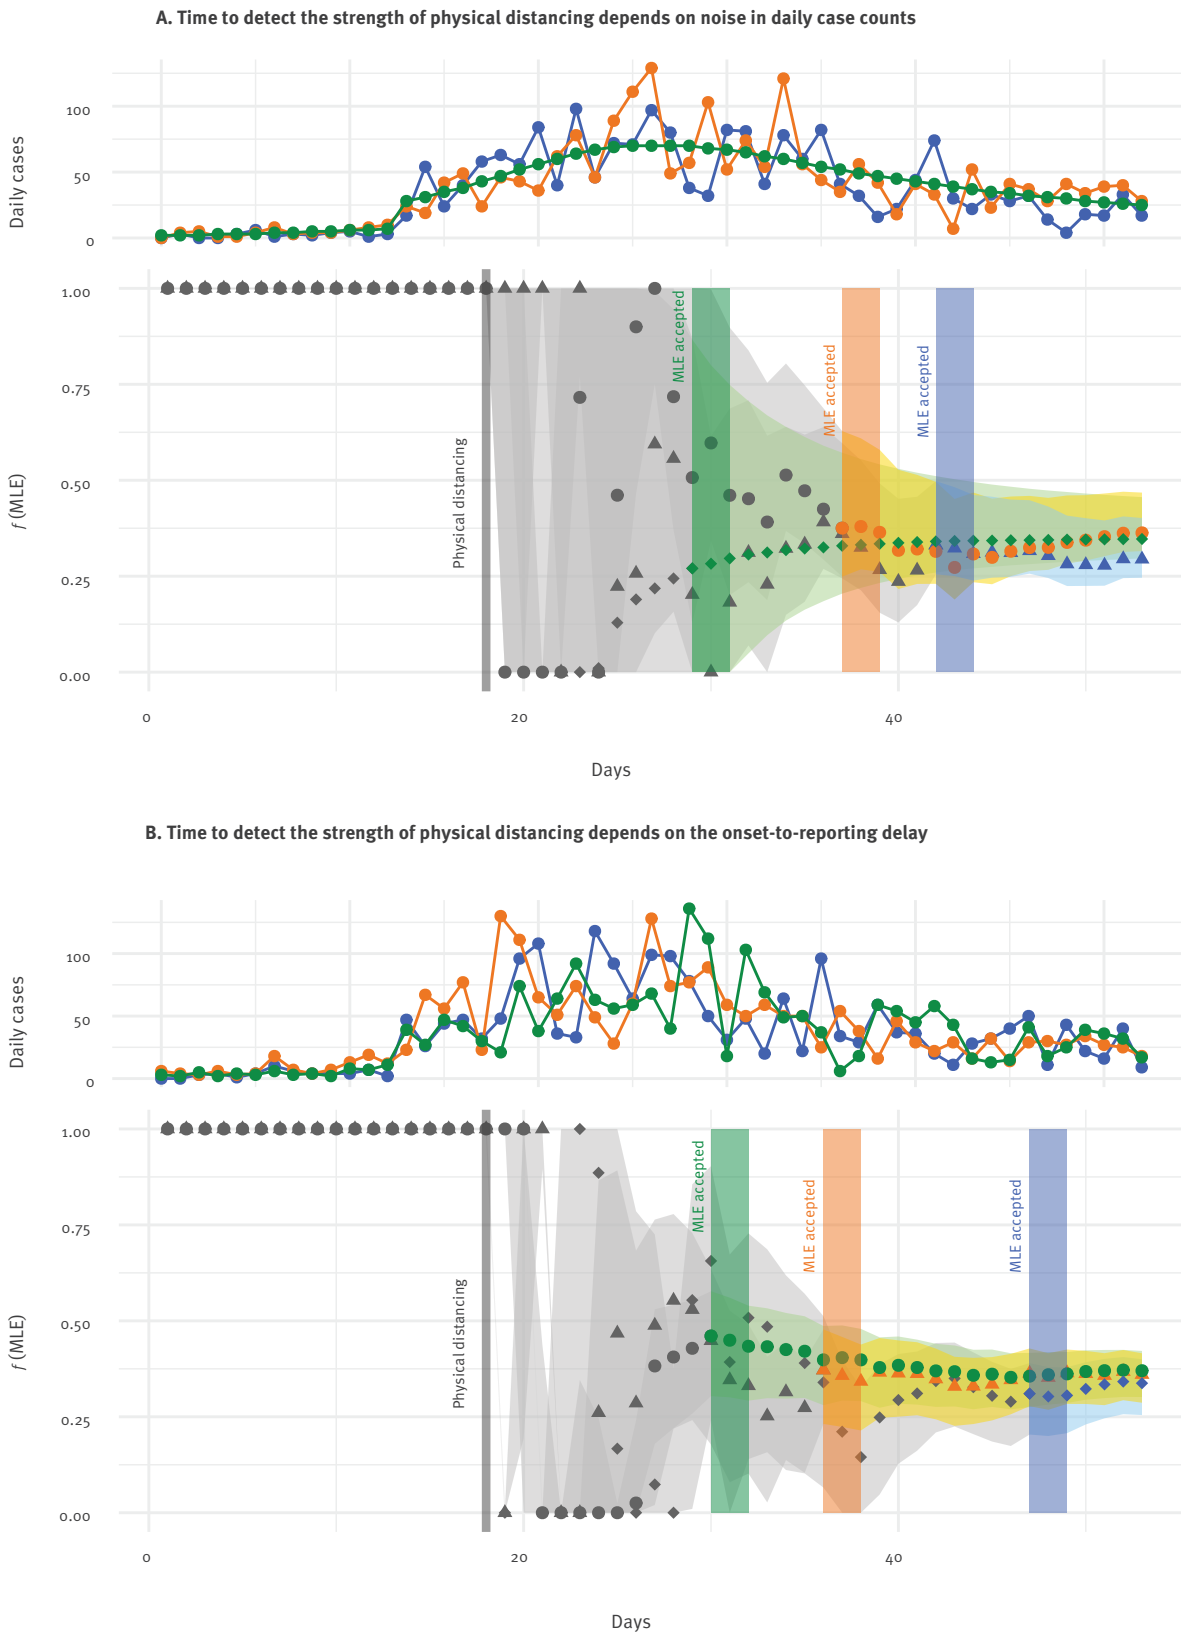 A. Time to detect the strength of physical distancing depends on noise in daily case counts
Daily cases
100
50
0
f (MLE)
1.00
0.75
0.50
0.25
0.00
Physical distancing
MLE accepted
MLE accepted
MLE accepted
0
20
40
Days
B. Time to detect the strength of physical distancing depends on the onset-to-reporting delay
Daily cases
100
50
0
f (MLE)
1.00
0.75
0.50
0.25
0.00
Physical distancing
MLE accepted
MLE accepted
MLE accepted
0
20
40
Days